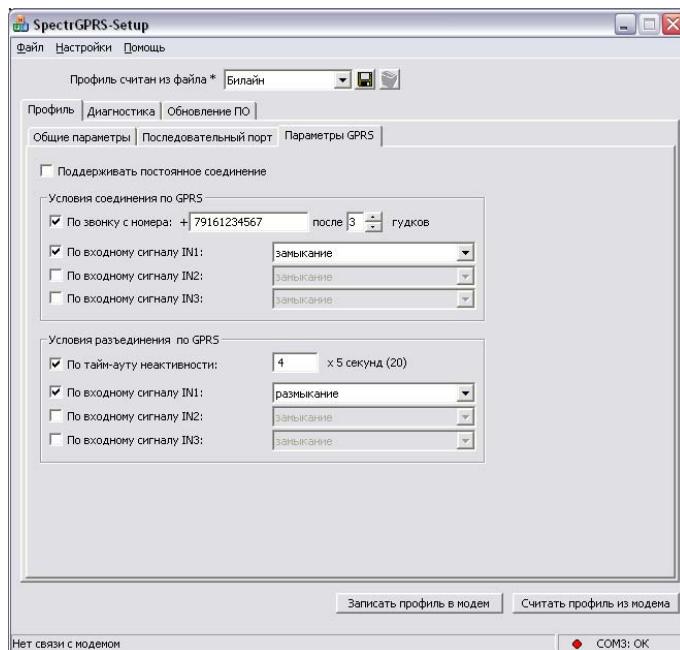 SpectrGPRS-Setup
Файл Настройки Помощь
Профиль считан из файла * Билайн
Профиль Диагностика Обновление ПО
Общие параметры Последовательный порт Параметры GPRS
Поддерживать постоянное соединение
Условия соединения по GPRS
По звонку с номера: + 79161234567 после 3 гудков
По входному сигналу IN1: замыкание
По входному сигналу IN2: замыкание
По входному сигналу IN3: замыкание
Условия разъединения по GPRS
По тайм-ауту неактивности: 4 x 5 секунд (20)
По входному сигналу IN1: размыкание
По входному сигналу IN2: замыкание
По входному сигналу IN3: замыкание
Записать профиль в модем Считать профиль из модема
Нет связи с модемом COM3: OK